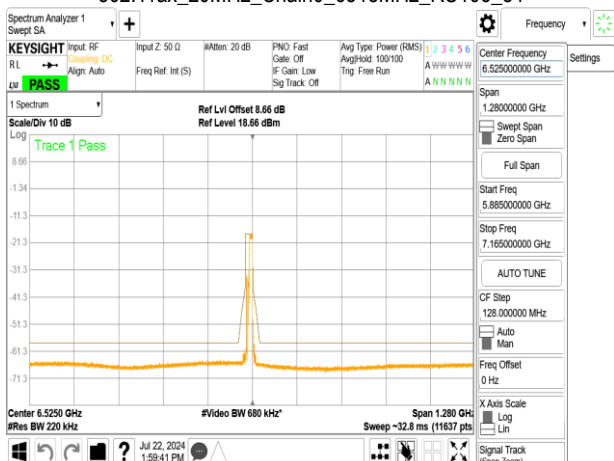 Spectrum Analyzer 1
Swept SA
Frequency
Settings
KEYSIGHT
RL
LXI
PASS
Input: RF
Coupling: DC
Align: Auto
Input Z: 50 Ω
Freq Ref: Int (S)
#Atten: 20 dB
PNO: Fast
Gate: Off
IF Gain: Low
Sig Track: Off
Avg Type: Power (RMS)
Avg|Hold: 100/100
Trig: Free Run
1 2 3 4 5 6
A W W W W W
A N N N N N
1 Spectrum
Scale/Div 10 dB
Log
Ref Lvl Offset 8.66 dB
Ref Level 18.66 dBm
Trace 1 Pass
8.66
-1.34
-11.3
-21.3
-31.3
-41.3
-51.3
-61.3
-71.3
Center 6.5250 GHz
#Res BW 220 kHz
#Video BW 680 kHz*
Span 1.280 GHz
Sweep ~32.8 ms (11637 pts
Jul 22, 2024
1:59:41 PM
Center Frequency
6.525000000 GHz
Span
1.28000000 GHz
Swept Span
Zero Span
Full Span
Start Freq
5.885000000 GHz
Stop Freq
7.165000000 GHz
AUTO TUNE
CF Step
128.000000 MHz
Auto
Man
Freq Offset
0 Hz
X Axis Scale
Log
Lin
Signal Track
(Span Zoom)